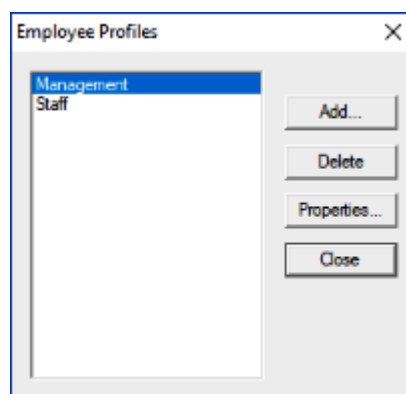 Employee Profiles
Management
Staff
Add...
Delete
Properties...
Close